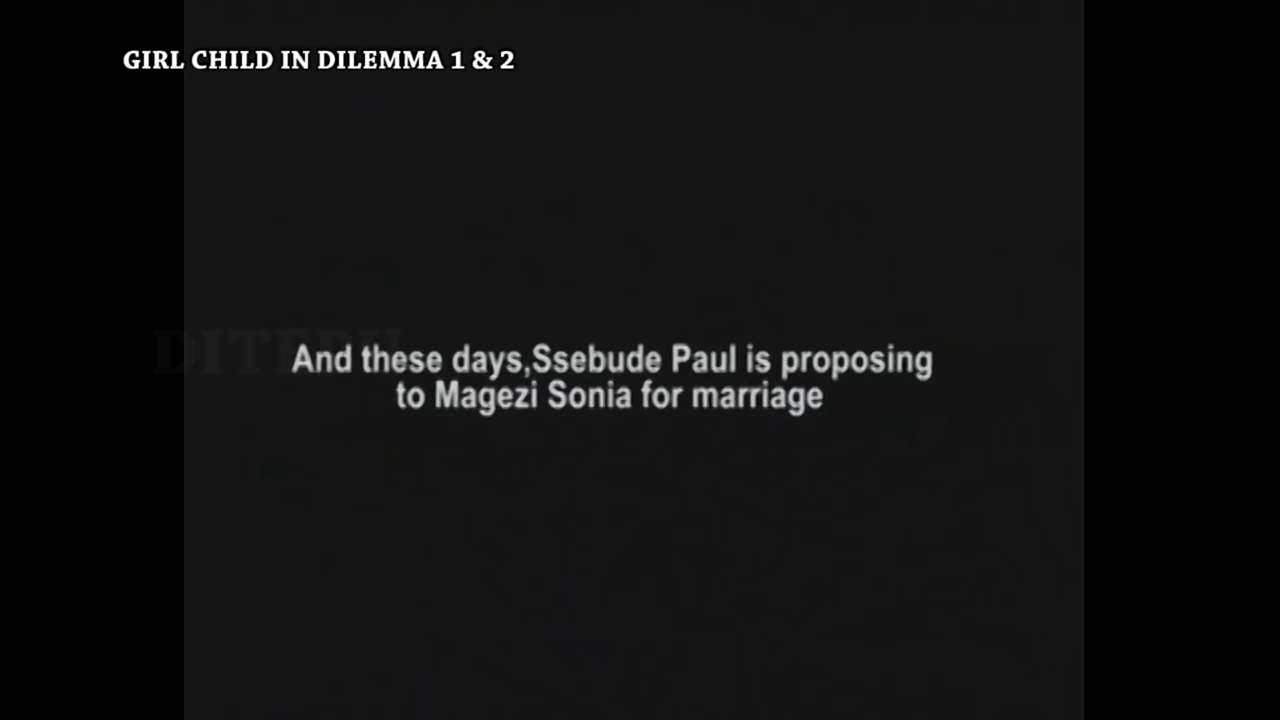 GIRL CHILD IN DILEMMA 1 & 2
And these days,Ssebude Paul is proposing
to Magezi Sonia for marriage